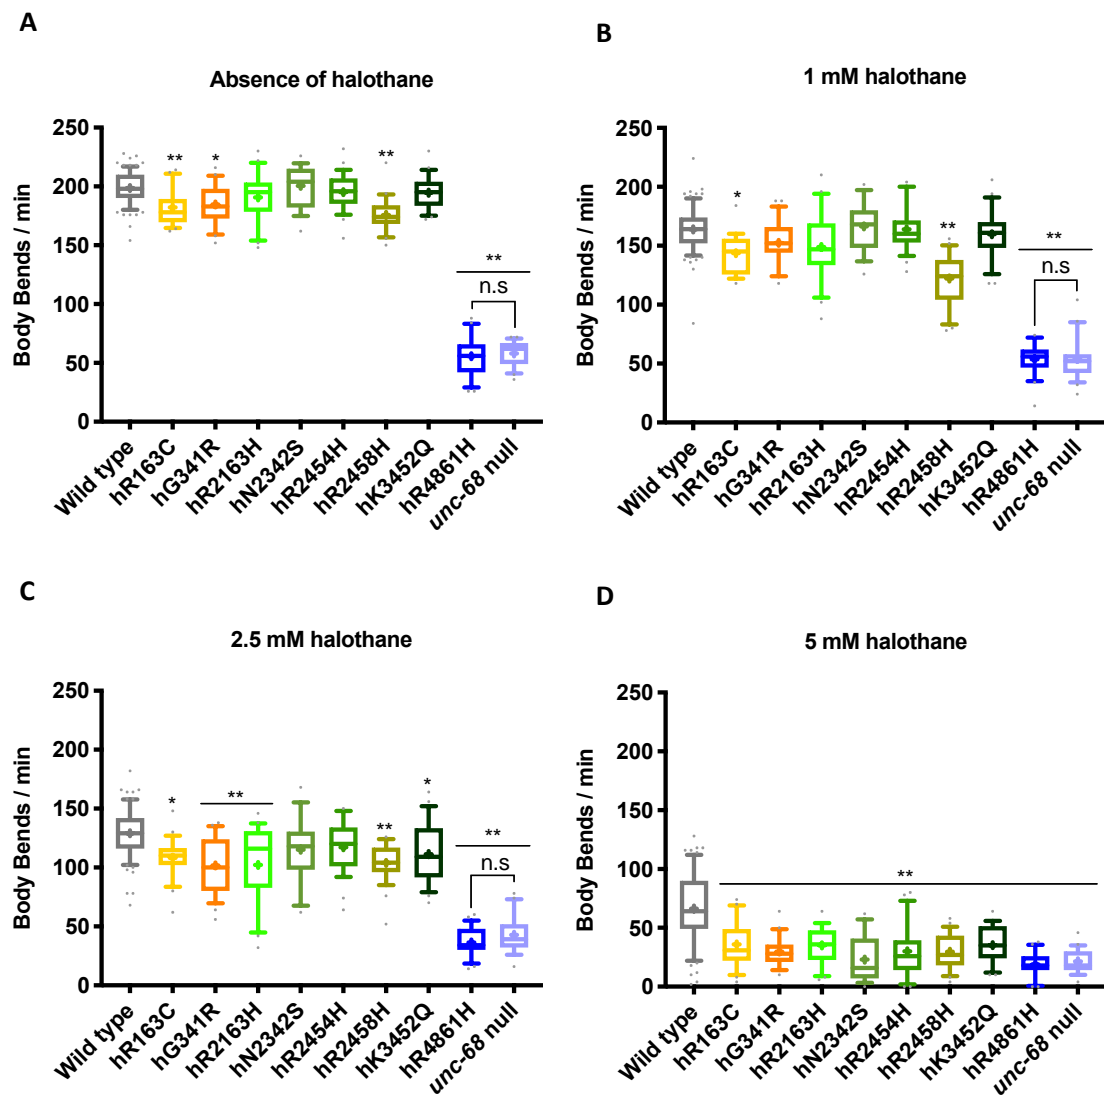 A
Absence of halothane
Body Bends / min
250
200
150
100
50
0
** * **
**
n.s
Wild type
hR163C
hG341R
hR2163H
hN2342S
hR2454H
hR2458H
hK3452Q
hR4861H
unc-68 null
B
1 mM halothane
Body Bends / min
250
200
150
100
50
0
* **
**
n.s
Wild type
hR163C
hG341R
hR2163H
hN2342S
hR2454H
hR2458H
hK3452Q
hR4861H
unc-68 null
C
2.5 mM halothane
Body Bends / min
250
200
150
100
50
0
* ** ** *
**
n.s
Wild type
hR163C
hG341R
hR2163H
hN2342S
hR2454H
hR2458H
hK3452Q
hR4861H
unc-68 null
D
5 mM halothane
Body Bends / min
250
200
150
100
50
0
**
Wild type
hR163C
hG341R
hR2163H
hN2342S
hR2454H
hR2458H
hK3452Q
hR4861H
unc-68 null